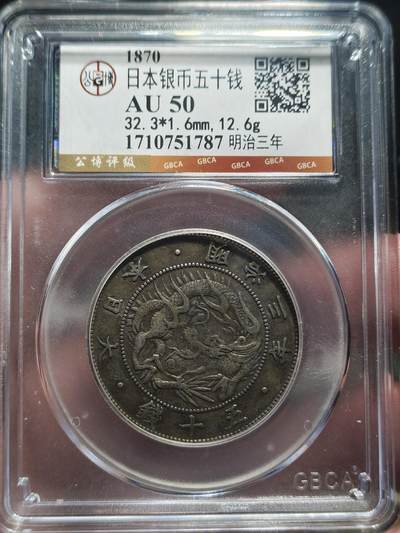 1870
日本银币五十钱
AU 50
32.3*1.6mm,12.6g
1710751787 明治三年
公博评级 GBCA GBCA GBCA GBCA
大日本・明治三年・五十錢
GBCA